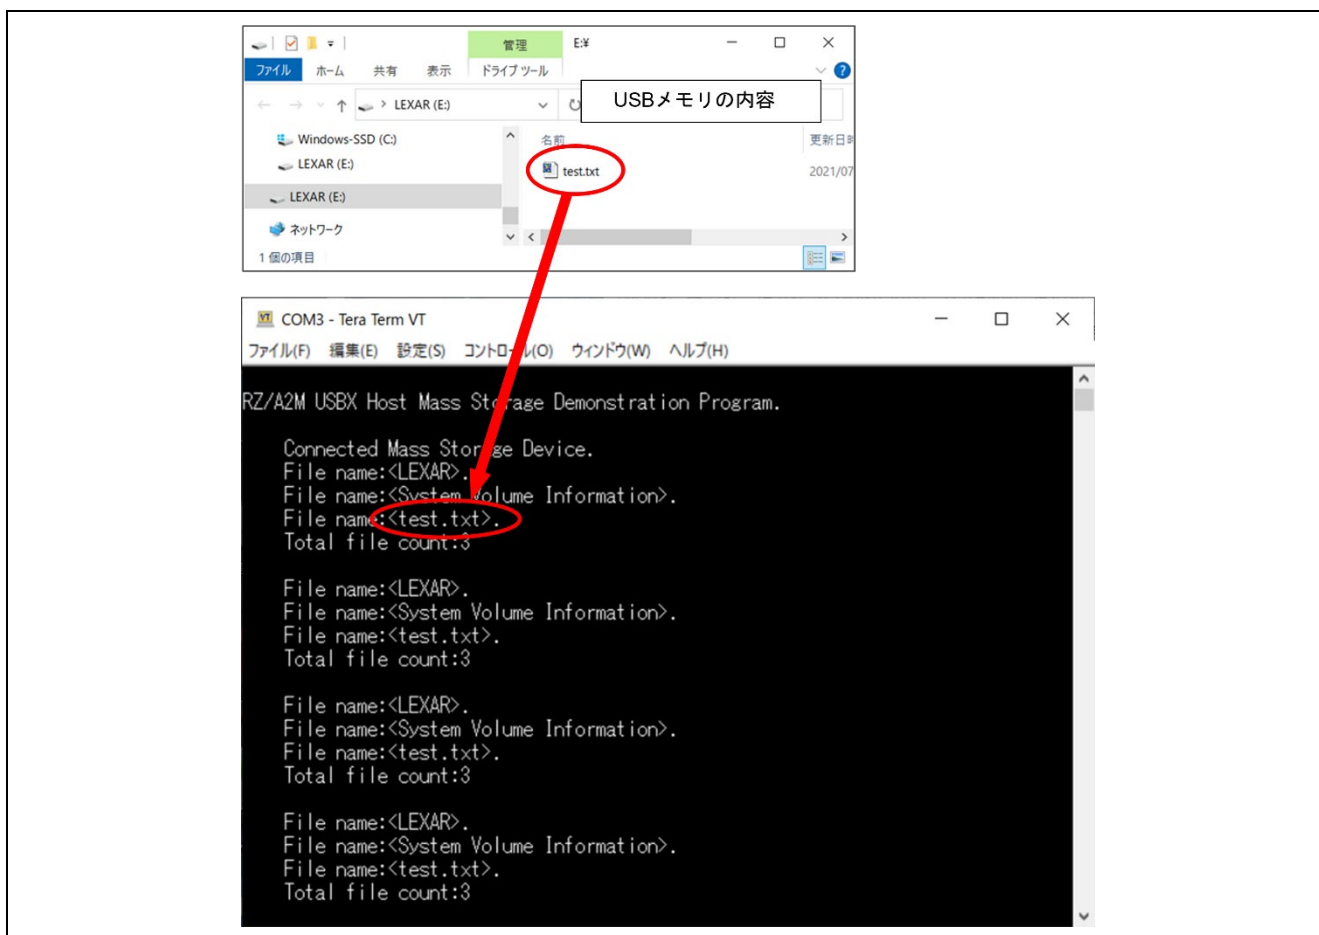 管理 E:¥
ファイル ホーム 共有 表示 ドライブ ツール
LEXAR (E:)
USBメモリの内容
Windows-SSD (C:)
LEXAR (E:)
LEXAR (E:)
ネットワーク
名前 更新日時
test.txt 2021/07
1 個の項目
COM3 - Tera Term VT
ファイル(F) 編集(E) 設定(S) コントロール(O) ウィンドウ(W) ヘルプ(H)
RZ/A2M USBX Host Mass Storage Demonstration Program.
Connected Mass Storage Device.
File name:<LEXAR>.
File name:<System Volume Information>.
File name:<test.txt>.
Total file count:3
File name:<LEXAR>.
File name:<System Volume Information>.
File name:<test.txt>.
Total file count:3
File name:<LEXAR>.
File name:<System Volume Information>.
File name:<test.txt>.
Total file count:3
File name:<LEXAR>.
File name:<System Volume Information>.
File name:<test.txt>.
Total file count:3